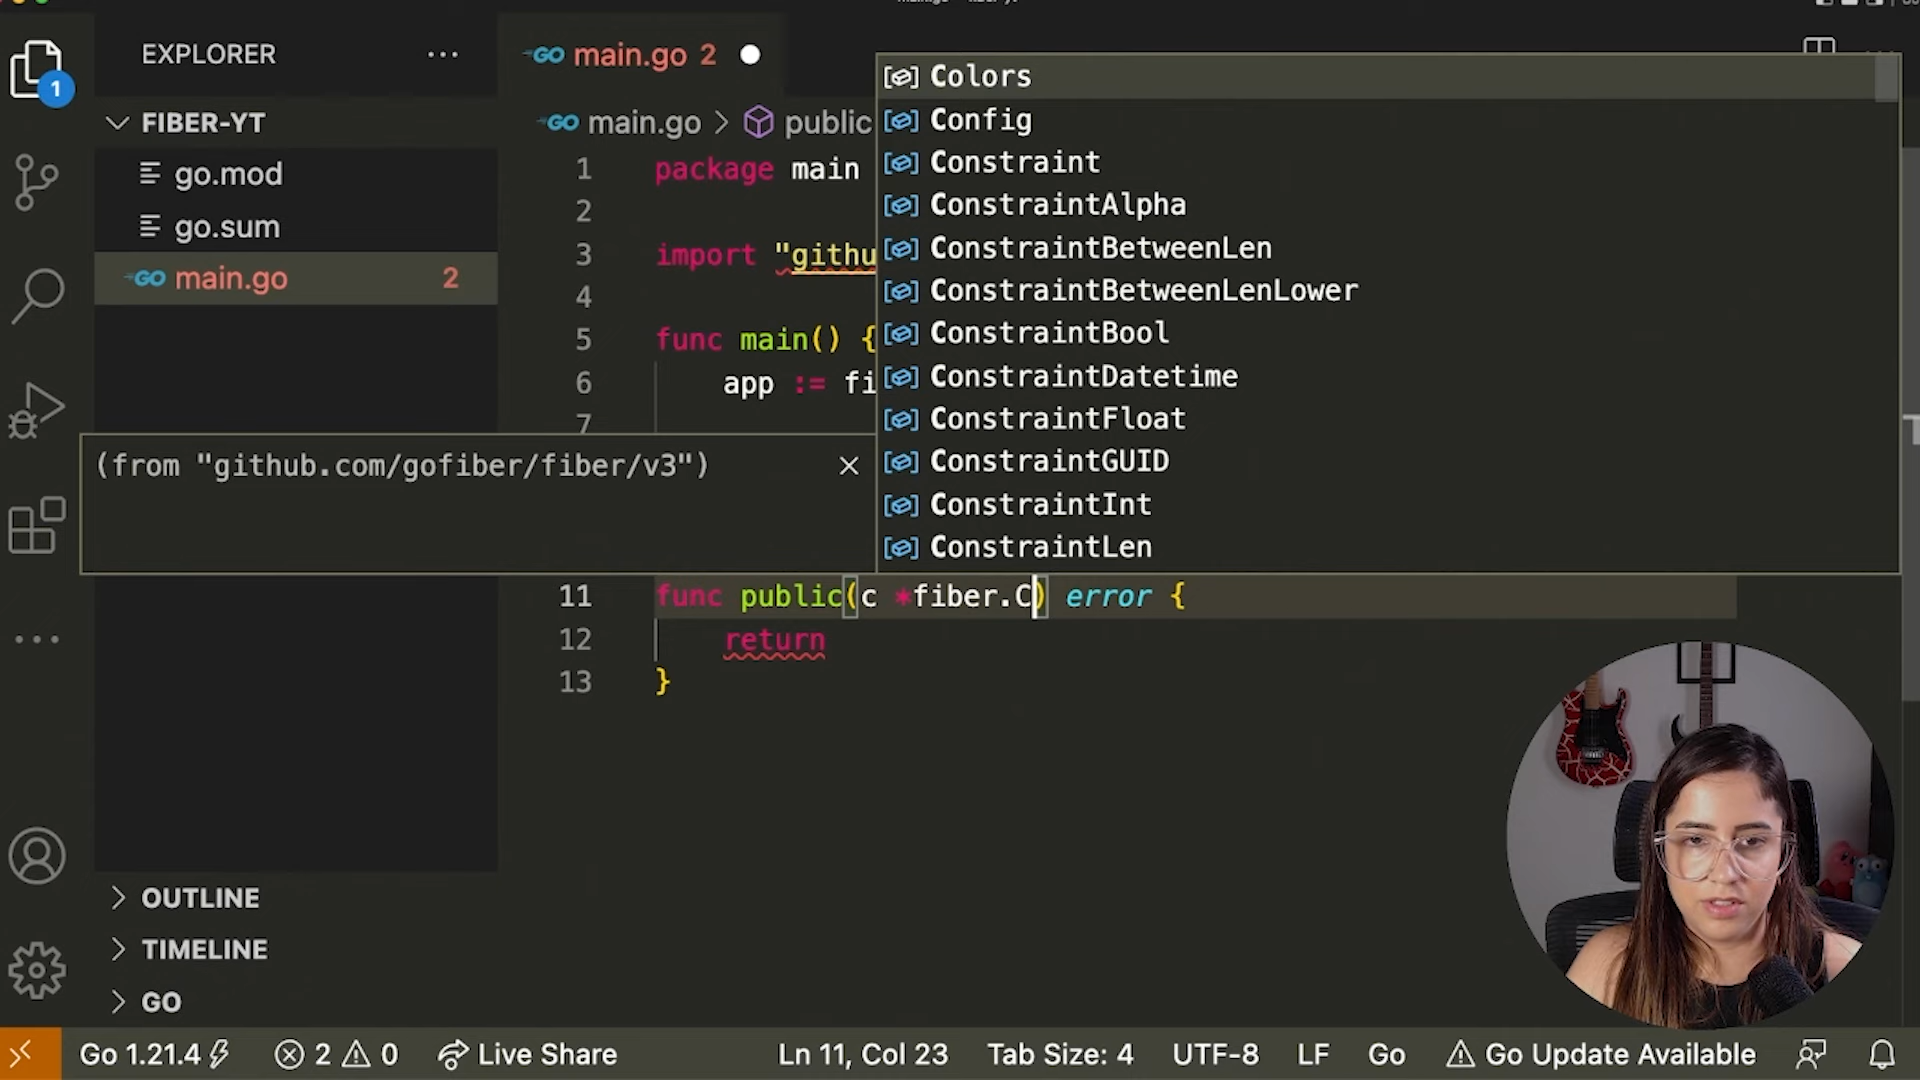 EXPLORER
main.go 2
FIBER-YT
go.mod
go.sum
main.go 2
main.go > public
1 package main
2
3 import "githu
4
5 func main() {
6 app := fi
7
(from "github.com/gofiber/fiber/v3")
Colors
Config
Constraint
ConstraintAlpha
ConstraintBetweenLen
ConstraintBetweenLenLower
ConstraintBool
ConstraintDatetime
ConstraintFloat
ConstraintGUID
ConstraintInt
ConstraintLen
11 func public(c *fiber.C) error {
12 return
13 }
1
OUTLINE
TIMELINE
GO
Go 1.21.4 2 0 Live Share Ln 11, Col 23 Tab Size: 4 UTF-8 LF Go Go Update Available